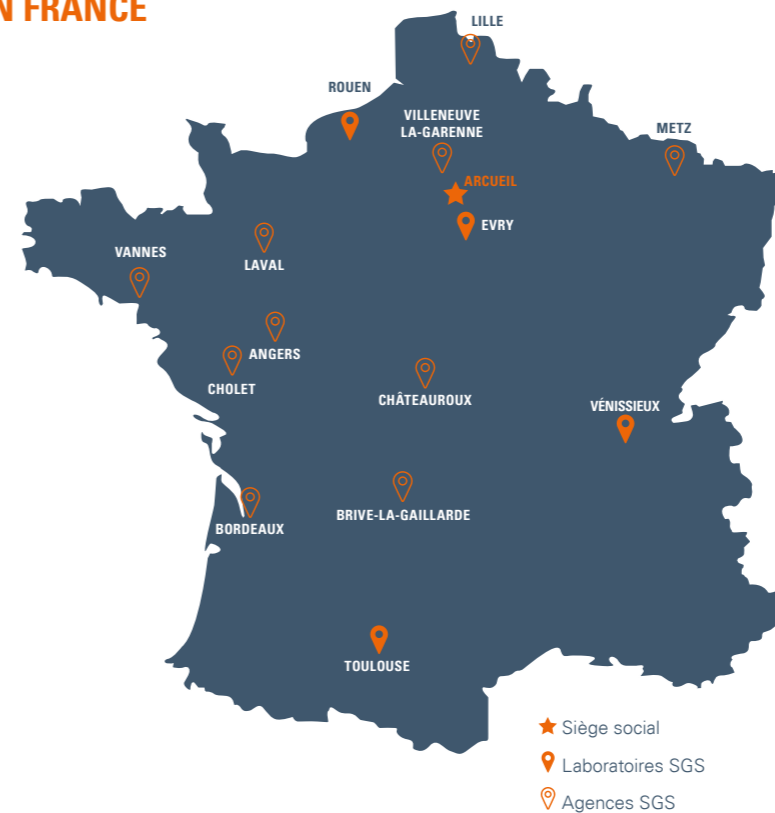 N FRANCE
LILLE
ROUEN
VILLENEUVE
LA-GARENNE
METZ
ARCUEIL
EVRY
VANNES
LAVAL
ANGERS
CHOLET
CHÂTEAUROUX
VÉNISSIEUX
BORDEAUX
BRIVE-LA-GAILLARDE
TOULOUSE
Siège social
Laboratoires SGS
Agences SGS